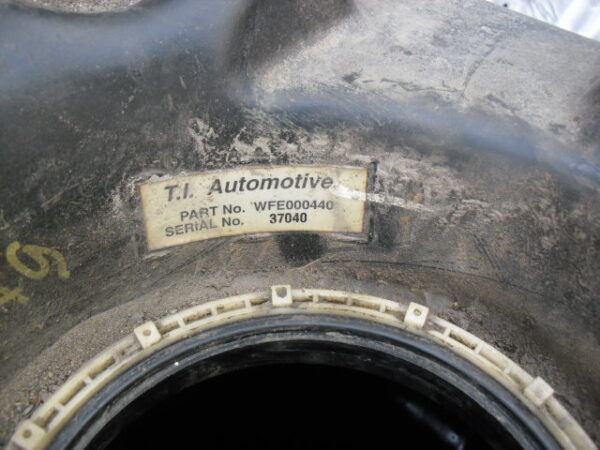 T.I. Automotive
PART No. WFE000440
SERIAL No. 37040